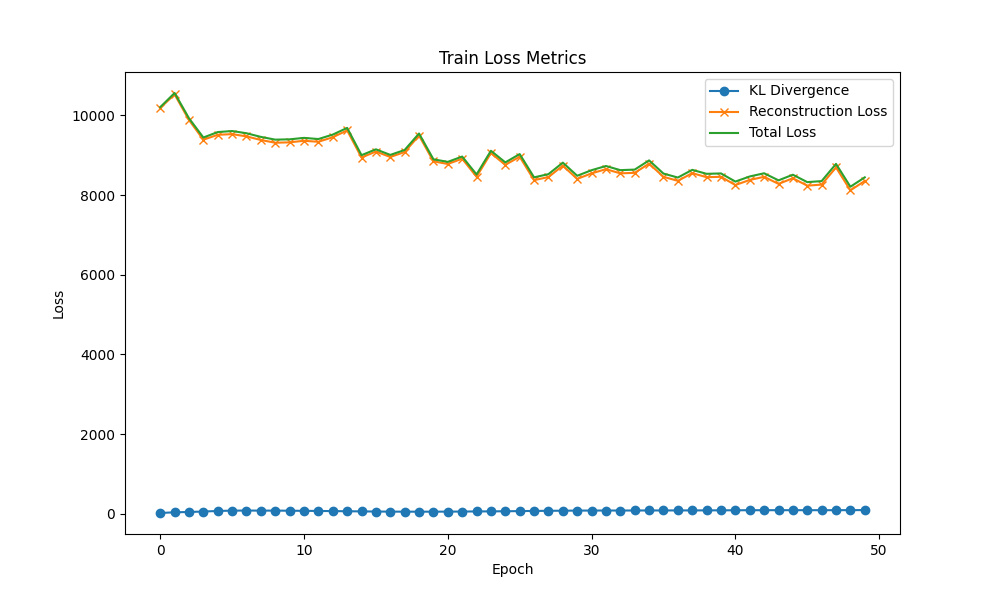 Train Loss Metrics
KL Divergence
Reconstruction Loss
Total Loss
10000
8000
6000
4000
2000
0
Loss
0 10 20 30 40 50
Epoch